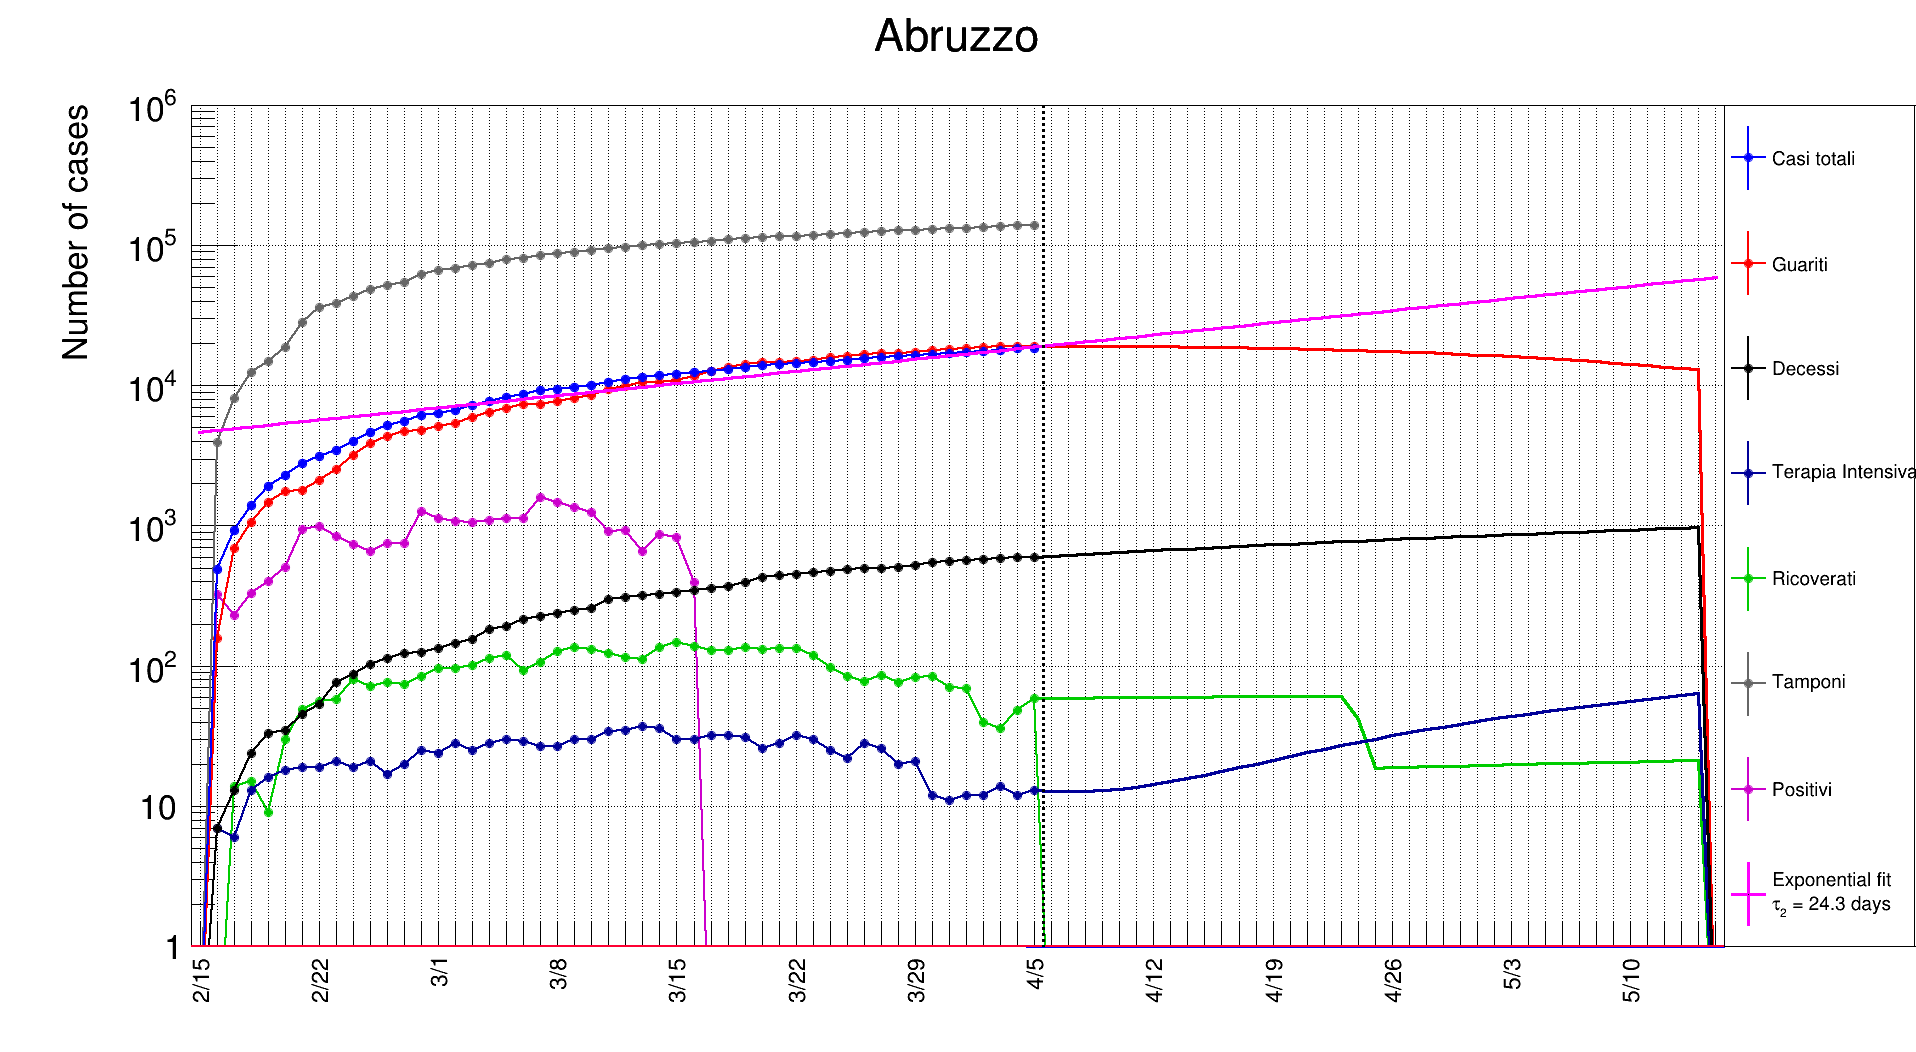 Abruzzo
Number of cases
10^6
10^5
10^4
10^3
10^2
10
1
2/15
2/22
3/1
3/8
3/15
3/22
3/29
4/5
4/12
4/19
4/26
5/3
5/10
Casi totali
Guariti
Decessi
Terapia Intensiva
Ricoverati
Tamponi
Positivi
Exponential fit
τ_2 = 24.3 days